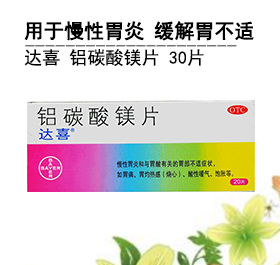 用于慢性胃炎 缓解胃不适
达喜 铝碳酸镁片 30片
OTC
铝碳酸镁片
达喜®
BAYER
慢性胃炎和与胃酸有关的胃部不适症状，
如胃痛、胃灼热感（烧心）、酸性嗳气、饱胀等。
20片